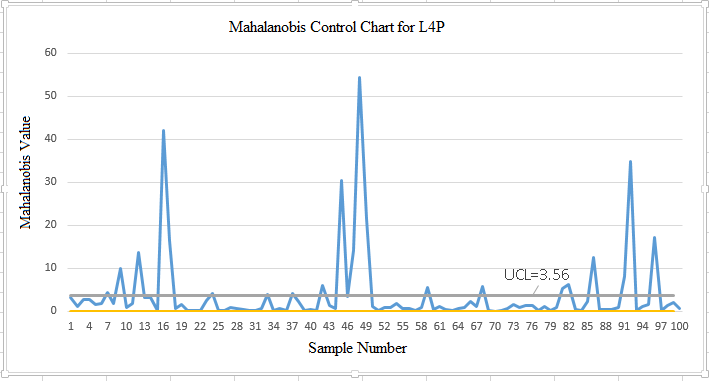 Mahalanobis Control Chart for L4P
60
50
40
30
20
10
0
Mahalanobis Value
UCL=3.56
1 4 7 10 13 16 19 22 25 28 31 34 37 40 43 46 49 52 55 58 61 64 67 70 73 76 79 82 85 88 91 94 97 100
Sample Number